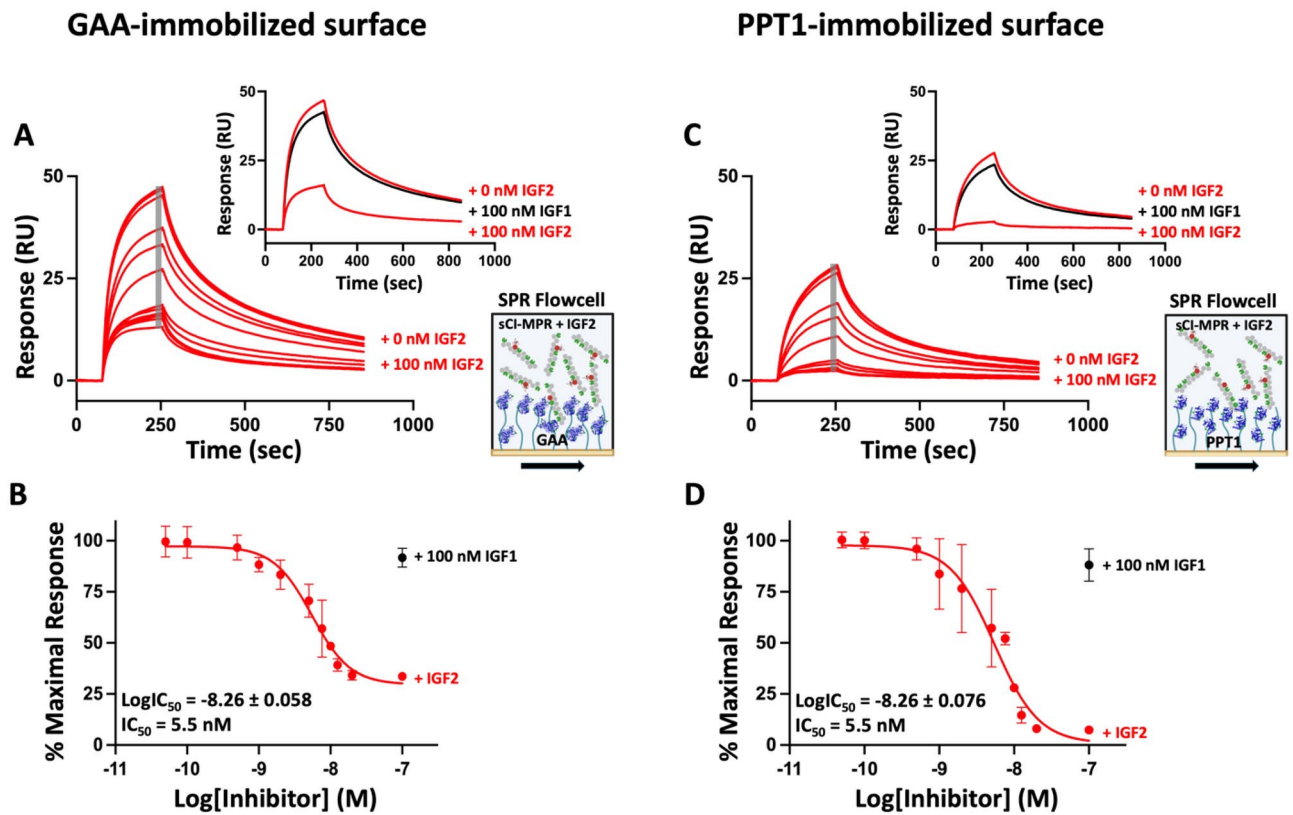 GAA-immobilized surface
PPT1-immobilized surface
A
Response (RU)
50
25
0
0
250
500
750
1000
Time (sec)
+ 0 nM IGF2
+ 100 nM IGF2
Response (RU)
50
25
0
0
200
400
600
800
1000
Time (sec)
+ 0 nM IGF2
+ 100 nM IGF1
+ 100 nM IGF2
SPR Flowcell
sCI-MPR + IGF2
GAA
C
Response (RU)
50
25
0
0
250
500
750
1000
Time (sec)
+ 0 nM IGF2
+ 100 nM IGF2
Response (RU)
50
25
0
0
200
400
600
800
1000
Time (sec)
+ 0 nM IGF2
+ 100 nM IGF1
+ 100 nM IGF2
SPR Flowcell
sCI-MPR + IGF2
PPT1
B
% Maximal Response
100
75
50
25
0
-11
-10
-9
-8
-7
Log[Inhibitor] (M)
+ 100 nM IGF1
+ IGF2
LogIC50 = -8.26 ± 0.058
IC50 = 5.5 nM
D
% Maximal Response
100
75
50
25
0
-11
-10
-9
-8
-7
Log[Inhibitor] (M)
+ 100 nM IGF1
+ IGF2
LogIC50 = -8.26 ± 0.076
IC50 = 5.5 nM